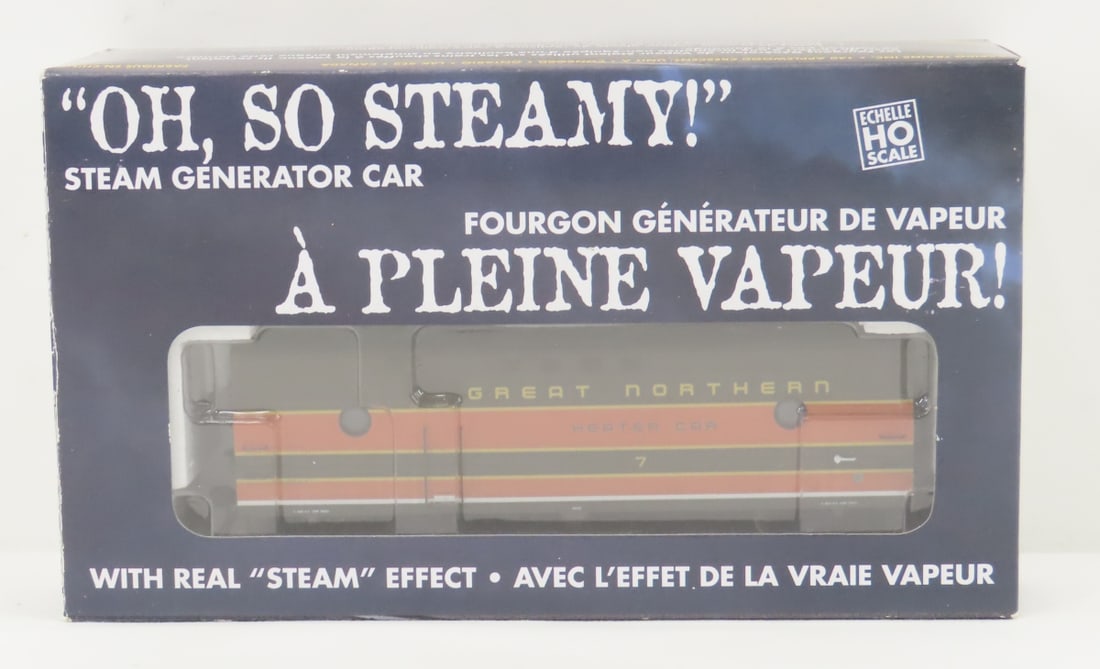 “OH, SO STEAMY!”
STEAM GENERATOR CAR
ECHELLE
HO
SCALE
FOURGON GÉNÉRATEUR DE VAPEUR
À PLEINE VAPEUR!
GREAT NORTHERN
HEATER CAR
7
WITH REAL “STEAM” EFFECT • AVEC L’EFFET DE LA VRAIE VAPEUR